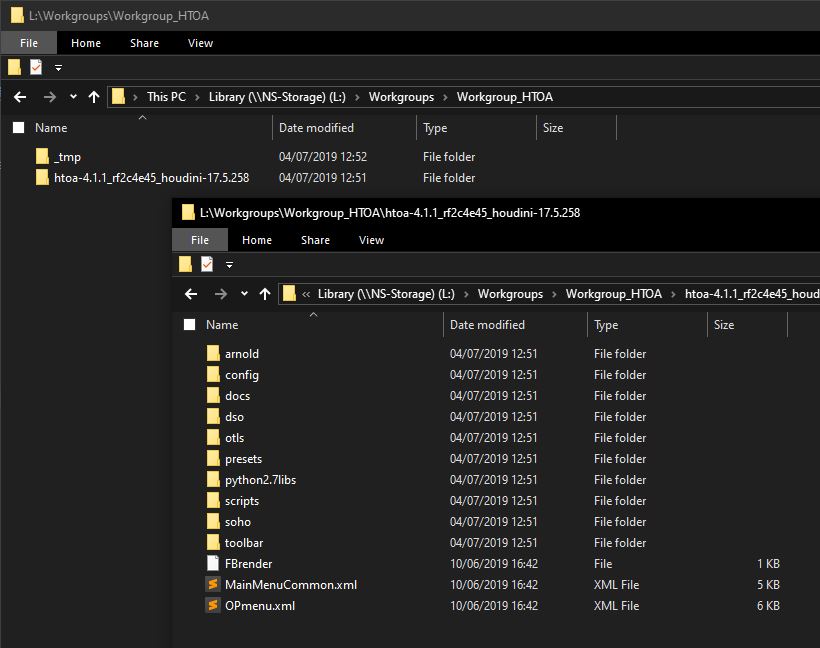 L:\Workgroups\Workgroup_HTOA
File Home Share View
This PC > Library (\\NS-Storage) (L:) > Workgroups > Workgroup_HTOA
Name Date modified Type Size
_tmp 04/07/2019 12:52 File folder
htoa-4.1.1_rf2c4e45_houdini-17.5.258 04/07/2019 12:51 File folder
L:\Workgroups\Workgroup_HTOA\htoa-4.1.1_rf2c4e45_houdini-17.5.258
File Home Share View
« Library (\\NS-Storage) (L:) > Workgroups > Workgroup_HTOA > htoa-4.1.1_rf2c4e45_houd
Name Date modified Type Size
arnold 04/07/2019 12:51 File folder
config 04/07/2019 12:51 File folder
docs 04/07/2019 12:51 File folder
dso 04/07/2019 12:51 File folder
otls 04/07/2019 12:51 File folder
presets 04/07/2019 12:51 File folder
python2.7libs 04/07/2019 12:51 File folder
scripts 04/07/2019 12:51 File folder
soho 04/07/2019 12:51 File folder
toolbar 04/07/2019 12:51 File folder
FBrender 10/06/2019 16:42 File 1 KB
MainMenuCommon.xml 10/06/2019 16:42 XML File 5 KB
OPmenu.xml 10/06/2019 16:42 XML File 6 KB